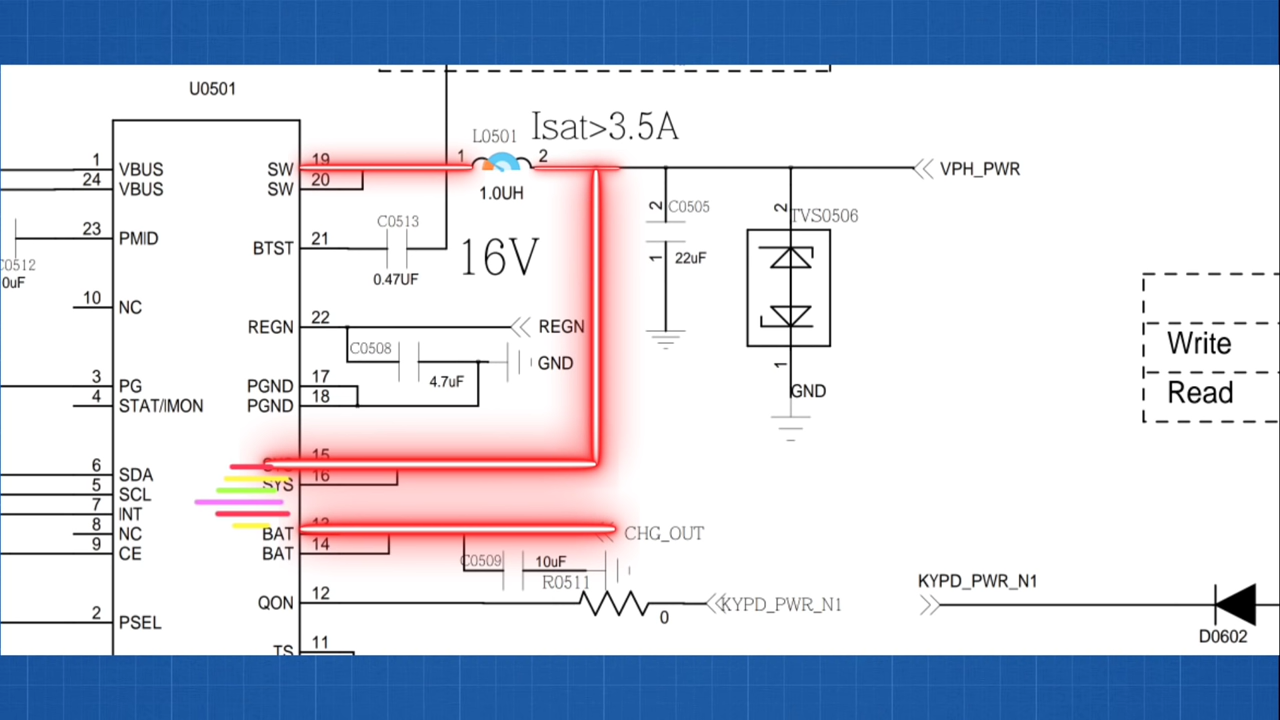 U0501
Isat>3.5A
L0501
1 VBUS SW 19 1 2 VPH_PWR
24 VBUS SW 20 1.0UH
2 C0505 2 TVS0506
C0513
23 PMID BTST 21 16V
1 22uF
C0512
0uF 0.47UF
10 NC
REGN 22 REGN
Write
C0508 GND
4.7uF 1
3 PG PGND 17
4 STAT/IMON PGND 18 GND
Read
15
6 SDA SYS 16
5 SCL
7 INT
8 NC BAT CHG_OUT
9 CE BAT 14 C0509 10uF
R0511 KYPD_PWR_N1
QON 12 KYPD_PWR_N1
0
2 PSEL D0602
TS 11